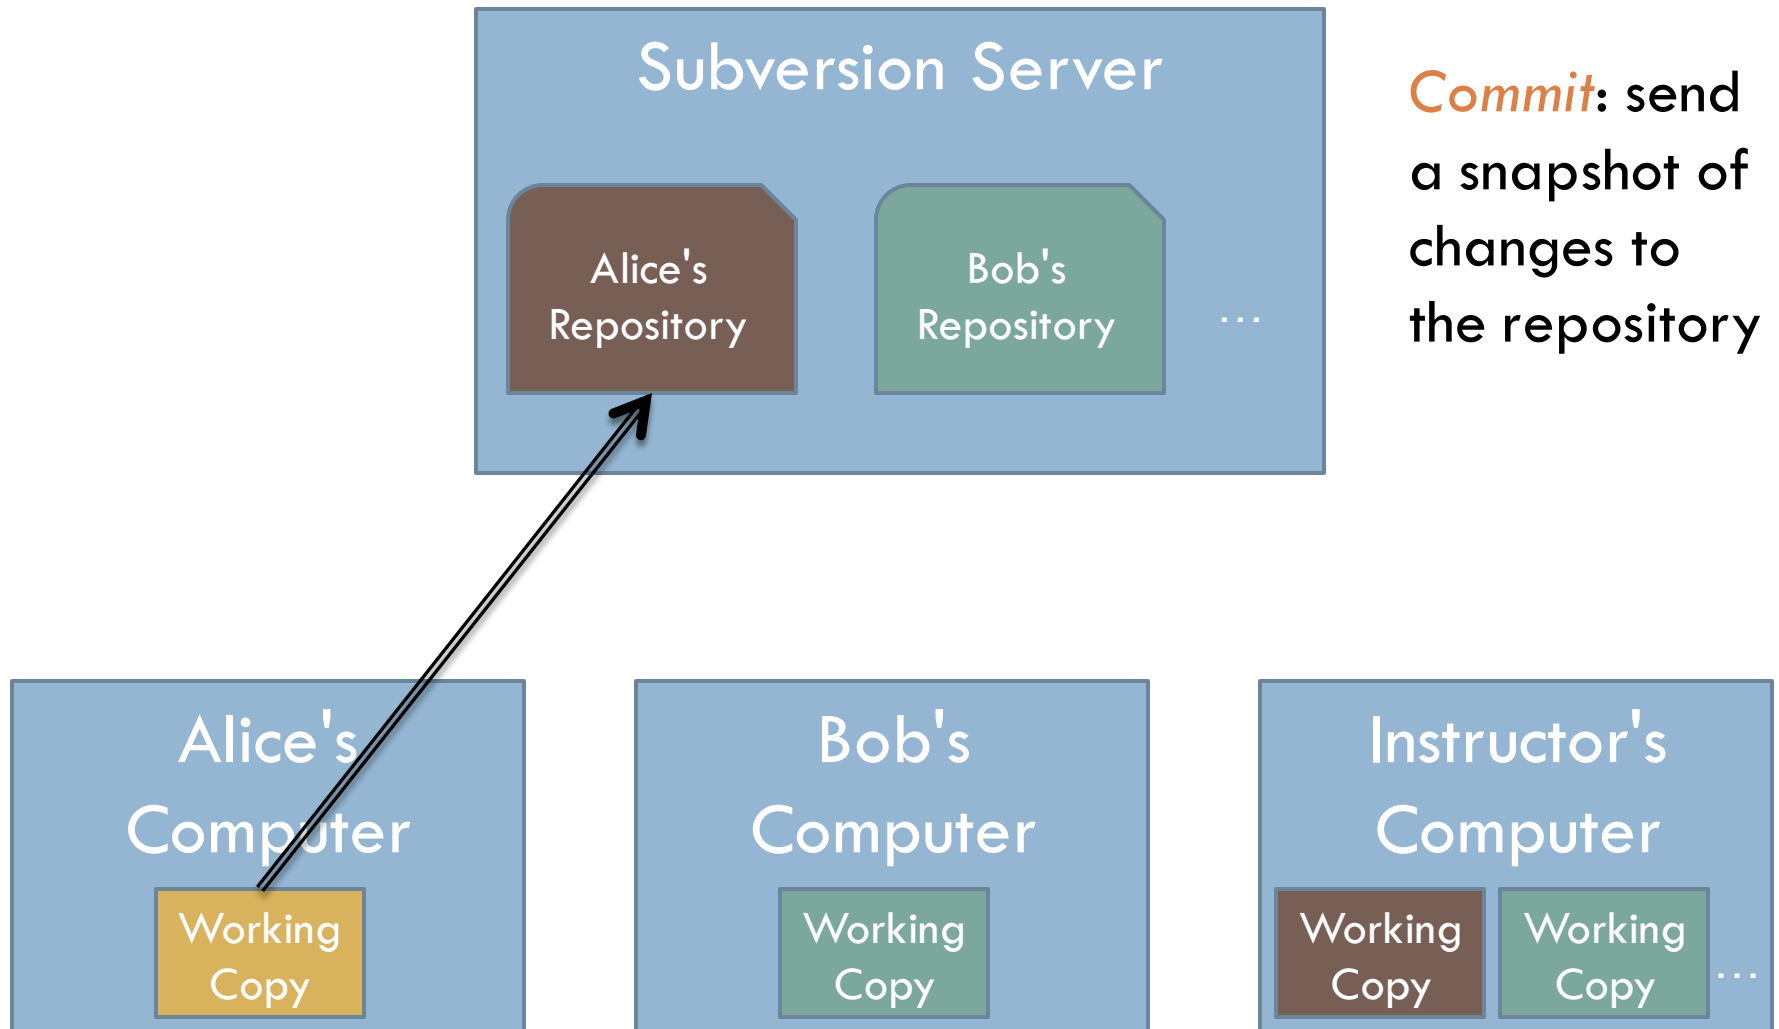 Subversion Server
Commit: send
a snapshot of
changes to
the repository
Alice's
Repository
Bob's
Repository
...
Alice's
Computer
Working
Copy
Bob's
Computer
Working
Copy
Instructor's
Computer
Working
Copy
Working
Copy
...